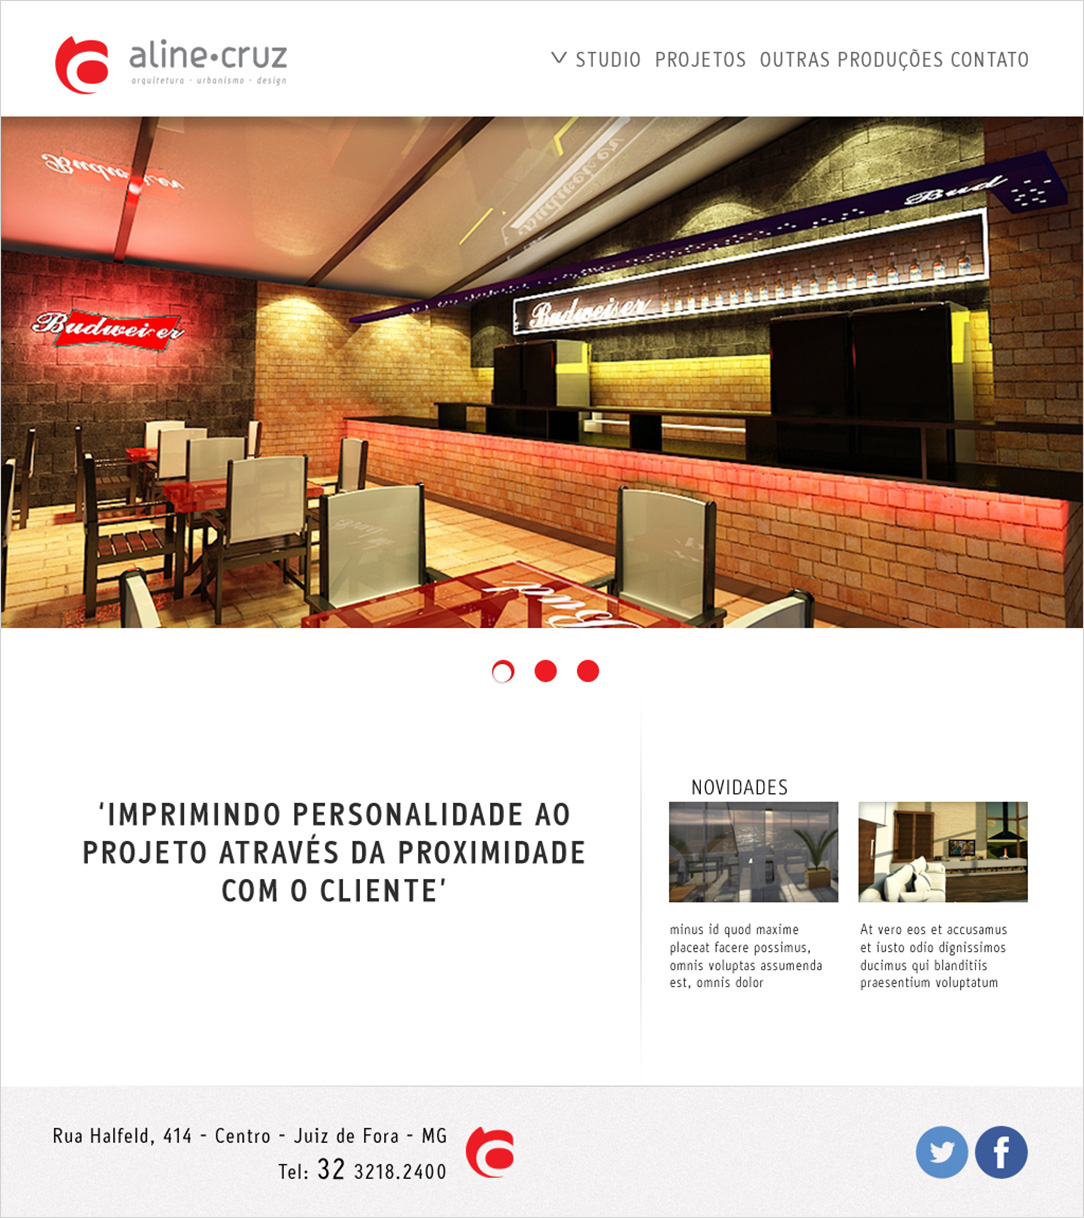 aline•cruz
arquitetura - urbanismo - design
STUDIO PROJETOS OUTRAS PRODUÇÕES CONTATO
Budweiser
Budweiser
Bud
Budweiser
Budweiser
Bud
‘IMPRIMINDO PERSONALIDADE AO
PROJETO ATRAVÉS DA PROXIMIDADE
COM O CLIENTE’
NOVIDADES
minus id quod maxime
placeat facere possimus,
omnis voluptas assumenda
est, omnis dolor
At vero eos et accusamus
et iusto odio dignissimos
ducimus qui blanditiis
praesentium voluptatum
Rua Halfeld, 414 - Centro - Juiz de Fora - MG
Tel: 32 3218.2400